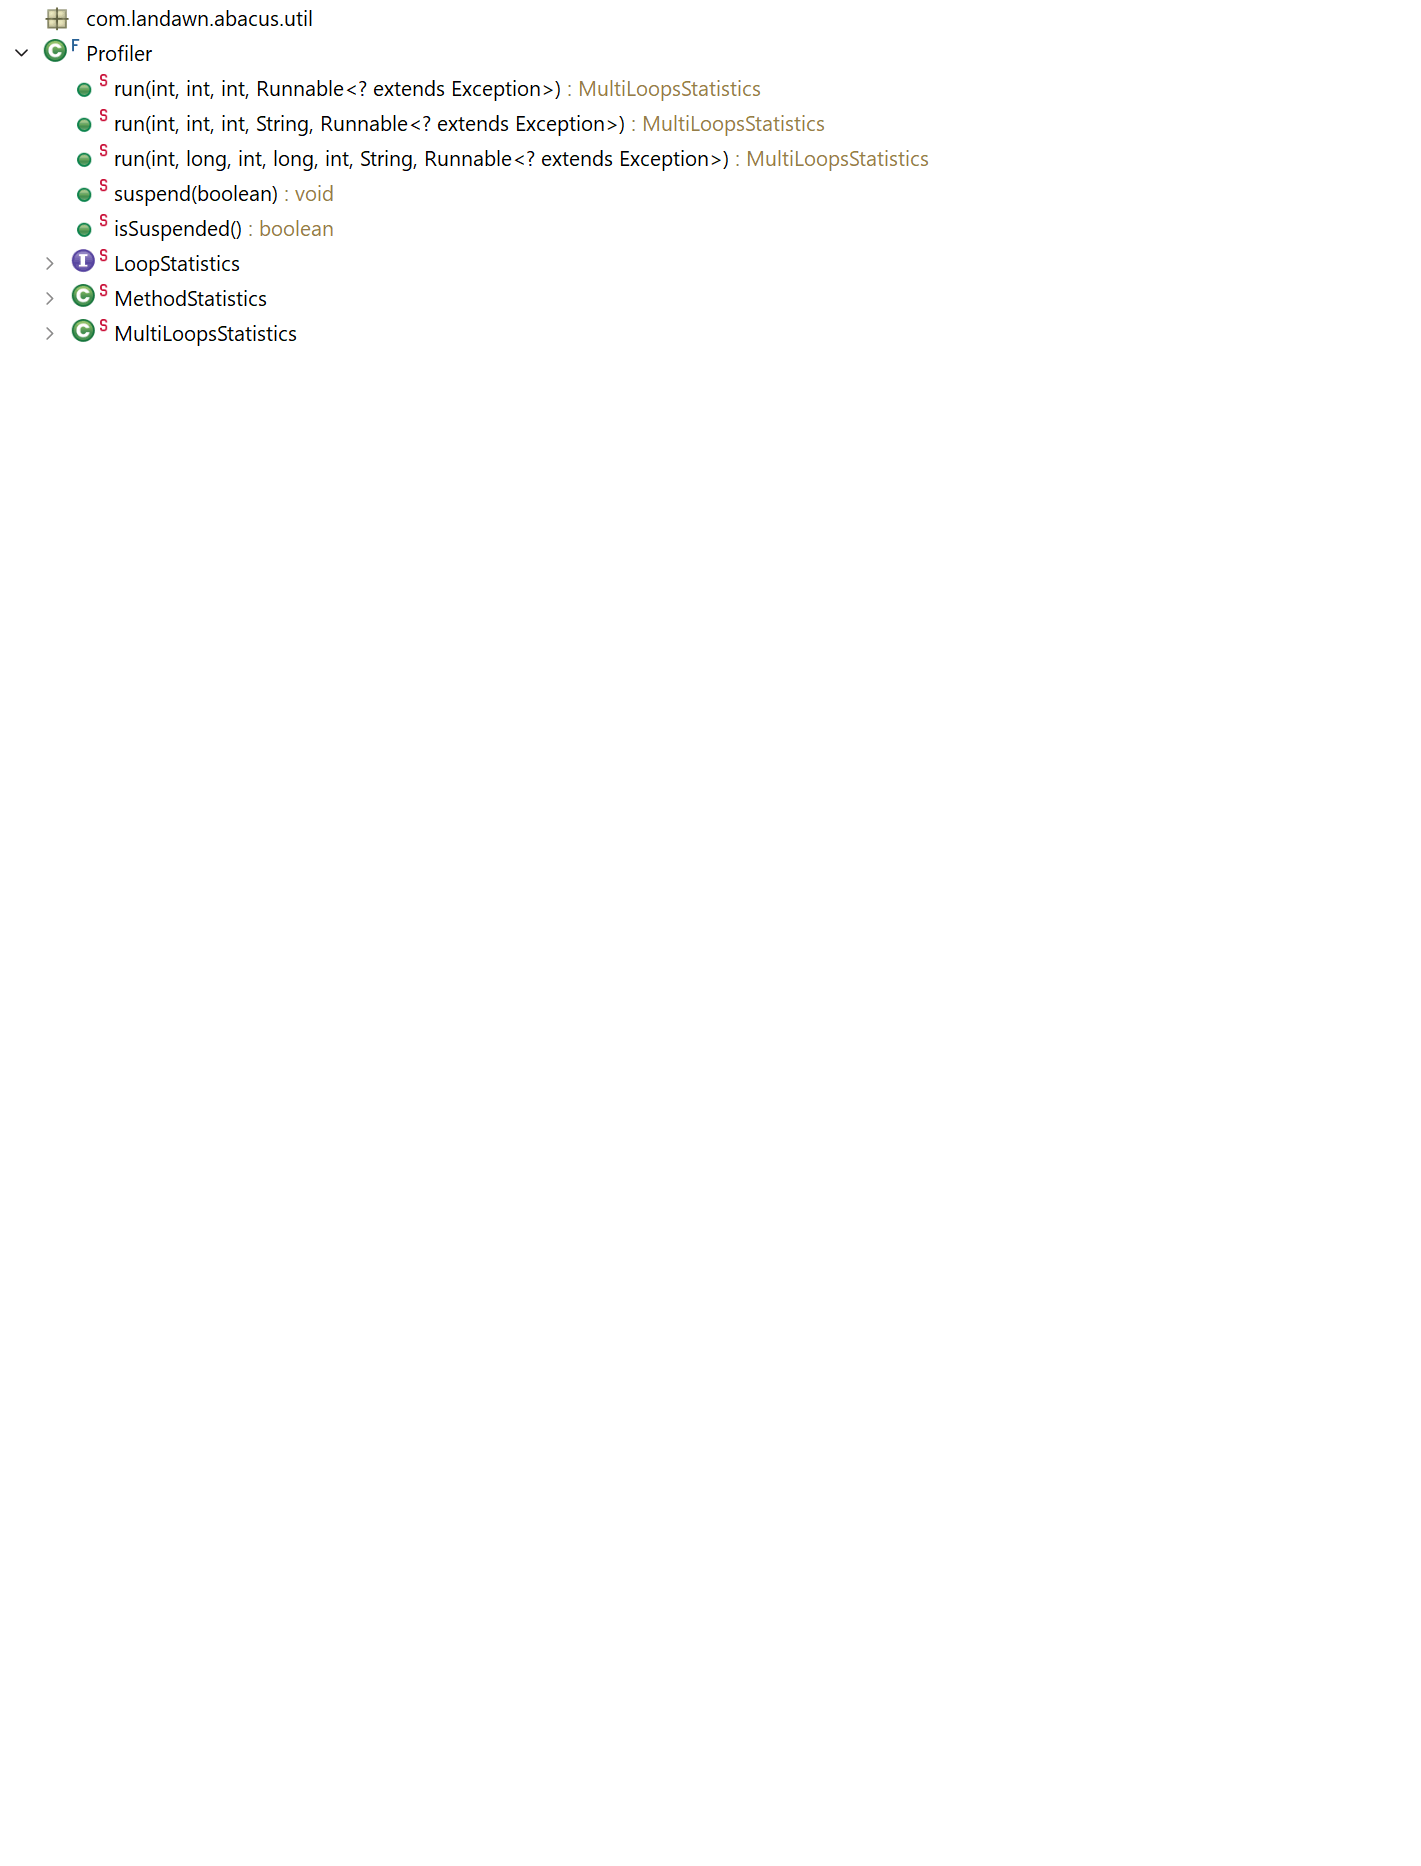 com.landawn.abacus.util
C F Profiler
S run(int, int, int, Runnable<? extends Exception>) : MultiLoopsStatistics
S run(int, int, int, String, Runnable<? extends Exception>) : MultiLoopsStatistics
S run(int, long, int, long, int, String, Runnable<? extends Exception>) : MultiLoopsStatistics
S suspend(boolean) : void
S isSuspended() : boolean
I S LoopStatistics
C S MethodStatistics
C S MultiLoopsStatistics